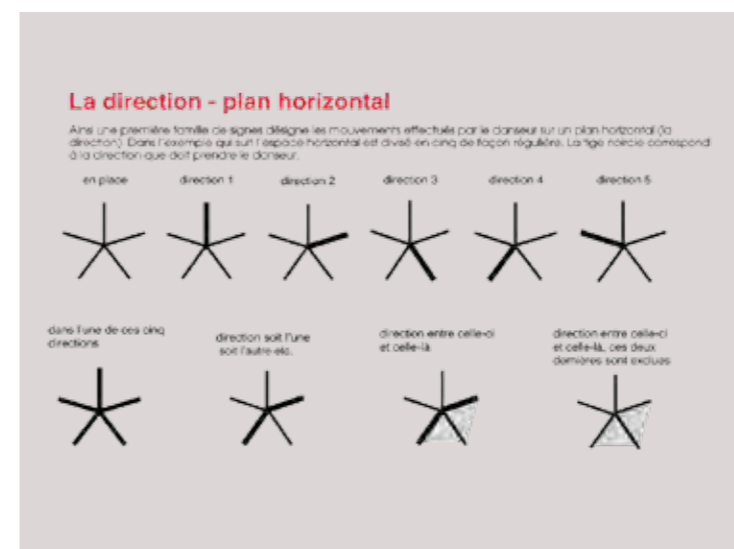 La direction - plan horizontal
Ainsi une première famille de signes désigne les mouvements effectués par le danseur sur un plan horizontal (la
direction). Dans l'exemple qui suit l'espace horizontal est divisé en cinq de façon régulière. La tige noircie correspond
à la direction que doit prendre le danseur.
en place direction 1 direction 2 direction 3 direction 4 direction 5
dans l'une de ces cinq
directions
direction soit l'une
soit l'autre etc.
direction entre celle-ci
et celle-là
direction entre celle-ci
et celle-là, ces deux
dernières sont exclues